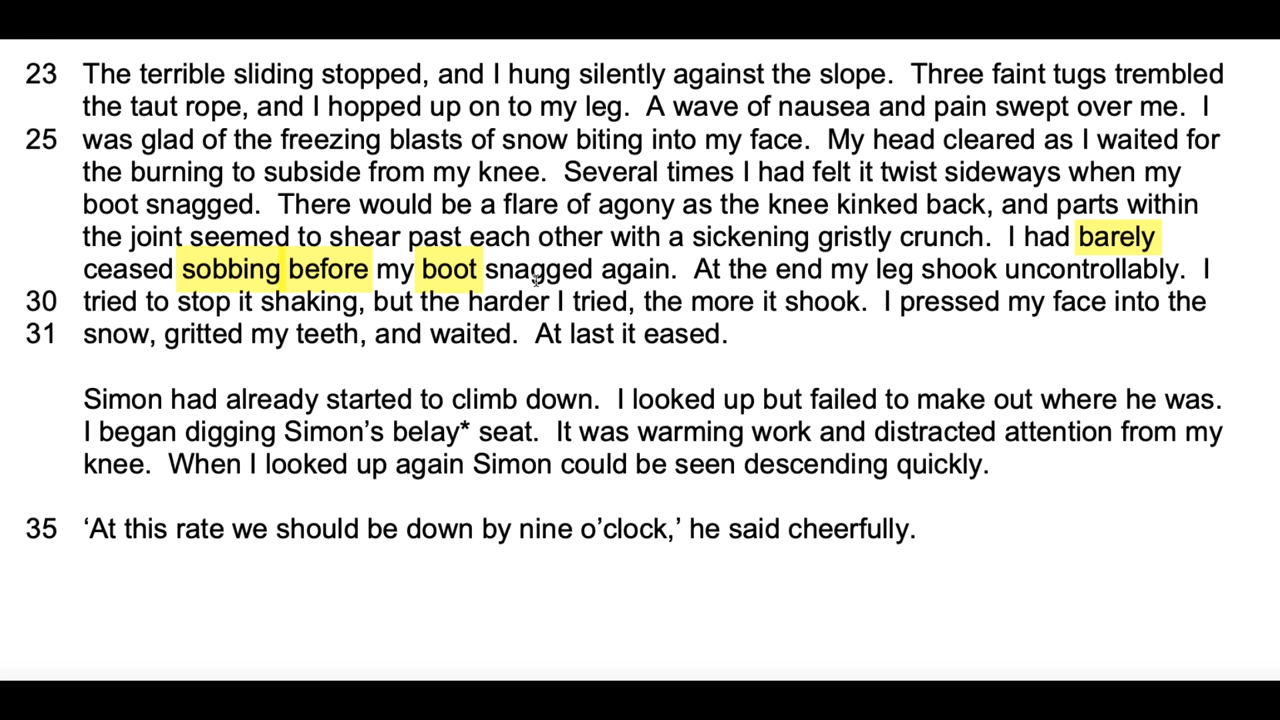 23 The terrible sliding stopped, and I hung silently against the slope. Three faint tugs trembled
the taut rope, and I hopped up on to my leg. A wave of nausea and pain swept over me. I
25 was glad of the freezing blasts of snow biting into my face. My head cleared as I waited for
the burning to subside from my knee. Several times I had felt it twist sideways when my
boot snagged. There would be a flare of agony as the knee kinked back, and parts within
the joint seemed to shear past each other with a sickening gristly crunch. I had barely
ceased sobbing before my boot snagged again. At the end my leg shook uncontrollably. I
30 tried to stop it shaking, but the harder I tried, the more it shook. I pressed my face into the
31 snow, gritted my teeth, and waited. At last it eased.
Simon had already started to climb down. I looked up but failed to make out where he was.
I began digging Simon’s belay* seat. It was warming work and distracted attention from my
knee. When I looked up again Simon could be seen descending quickly.
35 ‘At this rate we should be down by nine o’clock,’ he said cheerfully.